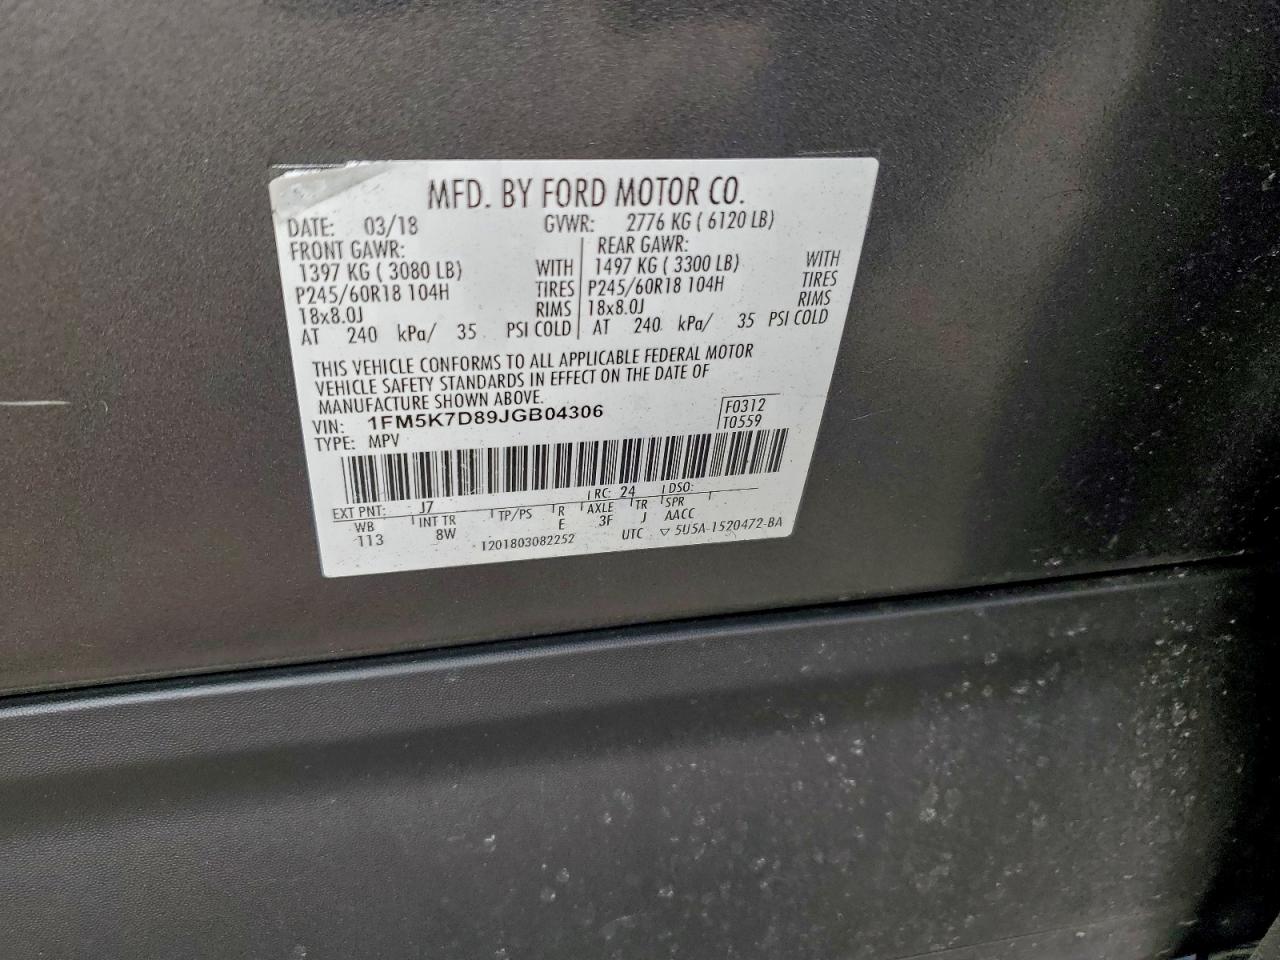 MFD. BY FORD MOTOR CO.
DATE: 03/18 GVWR: 2776 KG ( 6120 LB)
FRONT GAWR: REAR GAWR:
1397 KG ( 3080 LB) WITH 1497 KG ( 3300 LB) WITH
P245/60R18 104H TIRES P245/60R18 104H TIRES
18x8.0J RIMS 18x8.0J RIMS
AT 240 kPa/ 35 PSI COLD AT 240 kPa/ 35 PSI COLD
THIS VEHICLE CONFORMS TO ALL APPLICABLE FEDERAL MOTOR
VEHICLE SAFETY STANDARDS IN EFFECT ON THE DATE OF
MANUFACTURE SHOWN ABOVE.
VIN: 1FM5K7D89JGB04306 F0312
TYPE: MPV T0559
EXT PNT: J7 RC: 24 DSO:
WB INT TR TP/PS R AXLE TR SPR
113 8W E 3F J AACC
1201803082252 UTC ▽ 5U5A-1520472-BA